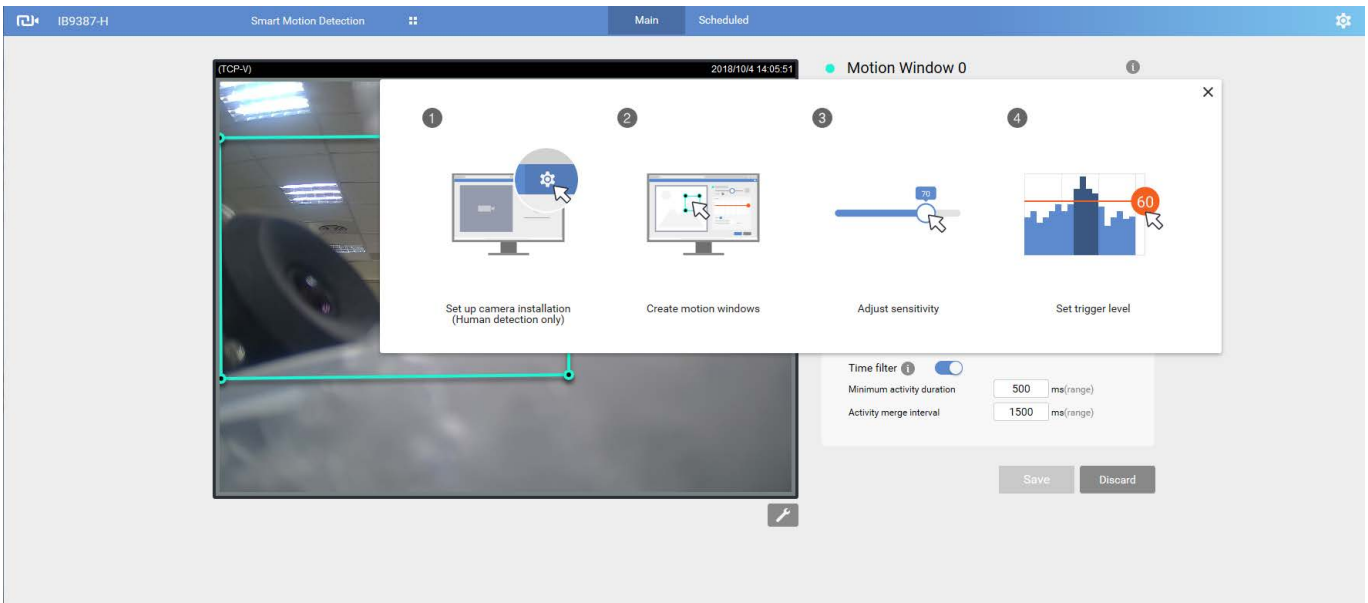 IB9387-H
Smart Motion Detection
Main
Scheduled
(TCP-V)
2018/10/4 14:05:51
Motion Window 0
1
2
3
4
70
60
Set up camera installation
(Human detection only)
Create motion windows
Adjust sensitivity
Set trigger level
Time filter
Minimum activity duration
500
ms(range)
Activity merge interval
1500
ms(range)
Save
Discard